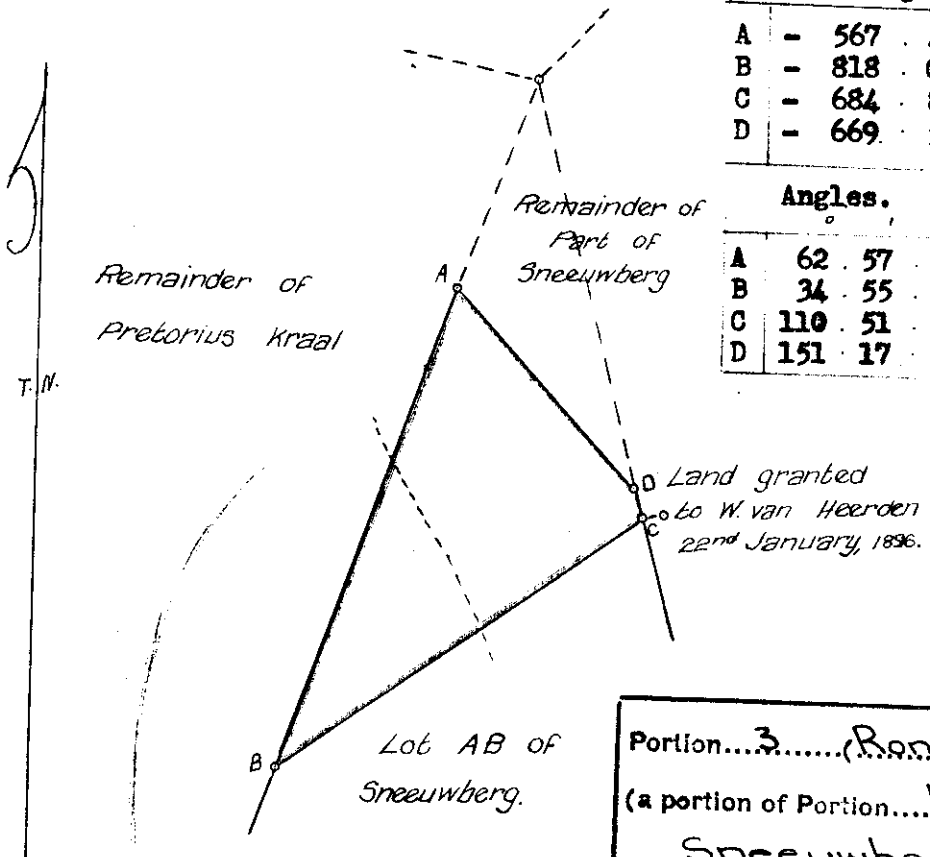 A - 567 .
B - 818 .
C - 684 .
D - 669 .
Angles.
° '
A 62 . 57
B 34 . 55
C 110 . 51
D 151 . 17
Remainder of
Part of
Sneeuwberg
Remainder of
Pretorius Kraal
A
T.N.
D
Land granted
to W. van Heerden
22nd January, 1896.
C
B
Lot AB of
Sneeuwberg.
Portion....3.......(
(a portion of Portion....